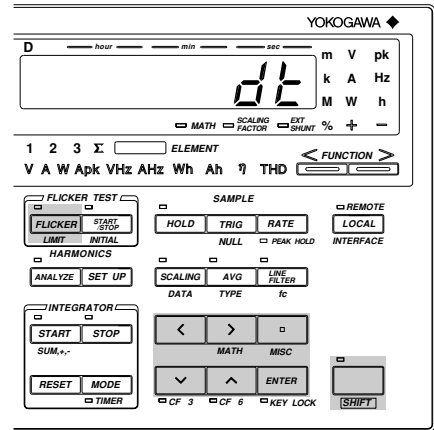 YOKOGAWA
D hour min sec
m V pk
dt
k A Hz
M W h
MATH SCALING FACTOR EXT SHUNT % + −
1 2 3 Σ ELEMENT
< FUNCTION >
V A W Apk VHz AHz Wh Ah η THD
FLICKER TEST SAMPLE
REMOTE
FLICKER START /STOP HOLD TRIG RATE LOCAL
LIMIT INITIAL NULL PEAK HOLD INTERFACE
HARMONICS
ANALYZE SET UP SCALING AVG LINE FILTER
DATA TYPE fc
INTEGRATOR
START STOP
SUM,+,- MATH MISC
RESET MODE ENTER
TIMER CF 3 CF 6 KEY LOCK SHIFT